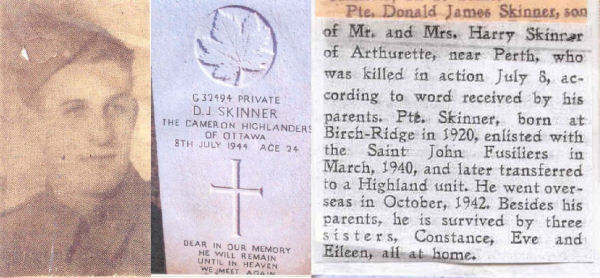 G 32494 PRIVATE
D.J. SKINNER
THE CAMERON HIGHLANDERS
OF OTTAWA
8TH JULY 1944 AGE 24
DEAR IN OUR MEMORY
HE WILL REMAIN
UNTIL IN HEAVEN
WE MEET AGAIN
Pte. Donald James Skinner, son
of Mr. and Mrs. Harry Skinner
of Arthurette, near Perth, who
was killed in action July 8, ac-
cording to word received by his
parents. Pte. Skinner, born at
Birch-Ridge in 1920, enlisted with
the Saint John Fusiliers in
March, 1940, and later transferred
to a Highland unit. He went over-
seas in October, 1942. Besides his
parents, he is survived by three
sisters, Constance, Eve and
Eileen, all at home.